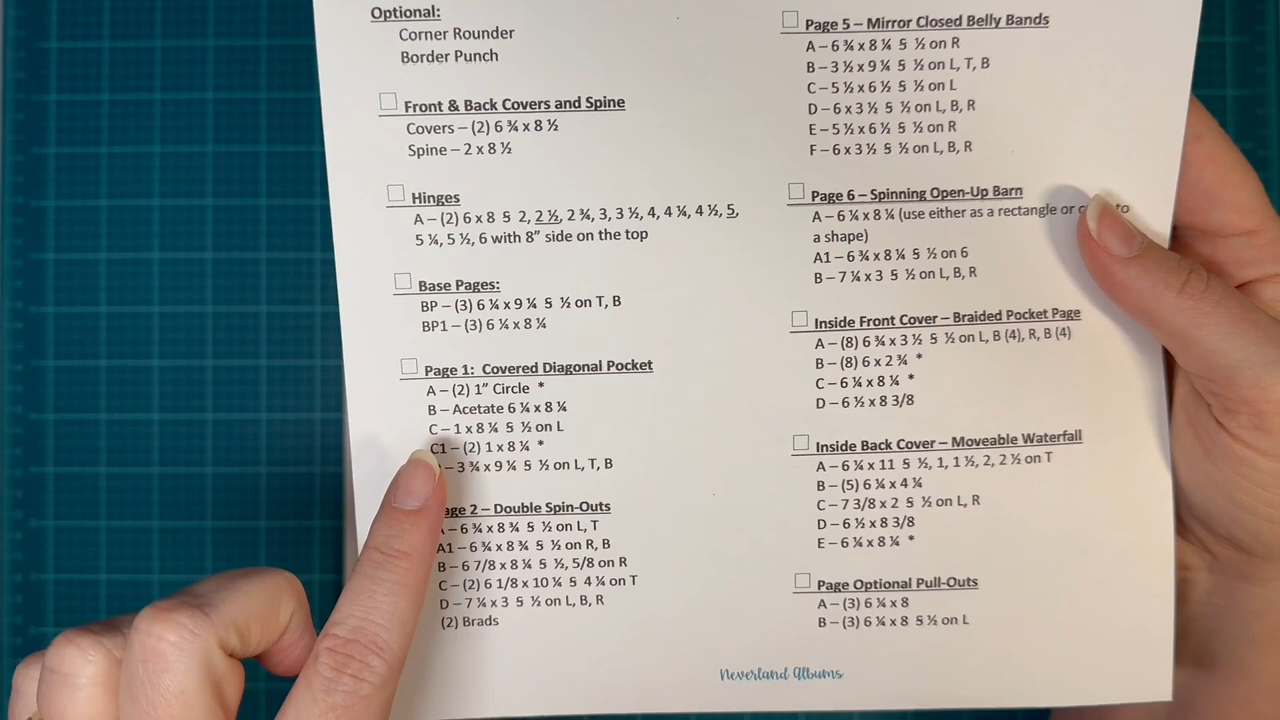 Optional:
Corner Rounder
Border Punch
Front & Back Covers and Spine
Covers – (2) 6 ¾ x 8 ½
Spine – 2 x 8 ½
Hinges
A – (2) 6 x 8 § 2, 2 ½, 2 ¾, 3, 3 ½, 4, 4 ¼, 4 ½, 5,
5 ¼, 5 ½, 6 with 8” side on the top
Base Pages:
BP – (3) 6 ¼ x 9 ¼ § ½ on T, B
BP1 – (3) 6 ¼ x 8 ¼
Page 1: Covered Diagonal Pocket
A – (2) 1” Circle *
B – Acetate 6 ¼ x 8 ¼
C – 1 x 8 ¼ § ½ on L
C1 – (2) 1 x 8 ¼ *
– 3 ¾ x 9 ¼ § ½ on L, T, B
Page 2 – Double Spin-Outs
– 6 ¾ x 8 ¾ § ½ on L, T
A1 – 6 ¾ x 8 ¾ § ½ on R, B
B – 6 7/8 x 8 ¼ § ½, 5/8 on R
C – (2) 6 1/8 x 10 ¼ § 4 ¼ on T
D – 7 ¼ x 3 § ½ on L, B, R
(2) Brads
Page 5 – Mirror Closed Belly Bands
A – 6 ¾ x 8 ¼ § ½ on R
B – 3 ½ x 9 ¼ § ½ on L, T, B
C – 5 ½ x 6 ½ § ½ on L
D – 6 x 3 ½ § ½ on L, B, R
E – 5 ½ x 6 ½ § ½ on R
F – 6 x 3 ½ § ½ on L, B, R
Page 6 – Spinning Open-Up Barn
A – 6 ¼ x 8 ¼ (use either as a rectangle or to
a shape)
A1 – 6 ¾ x 8 ¼ § ½ on 6
B – 7 ¼ x 3 § ½ on L, B, R
Inside Front Cover – Braided Pocket Page
A – (8) 6 ¾ x 3 ½ § ½ on L, B (4), R, B (4)
B – (8) 6 x 2 ¾ *
C – 6 ¼ x 8 ¼ *
D – 6 ½ x 8 3/8
Inside Back Cover – Moveable Waterfall
A – 6 ¼ x 11 § ½, 1, 1 ½, 2, 2 ½ on T
B – (5) 6 ¼ x 4 ¼
C – 7 3/8 x 2 § ½ on L, R
D – 6 ½ x 8 3/8
E – 6 ¼ x 8 ¼ *
Page Optional Pull-Outs
A – (3) 6 ¼ x 8
B – (3) 6 ¼ x 8 § ½ on L
Neverland Albums